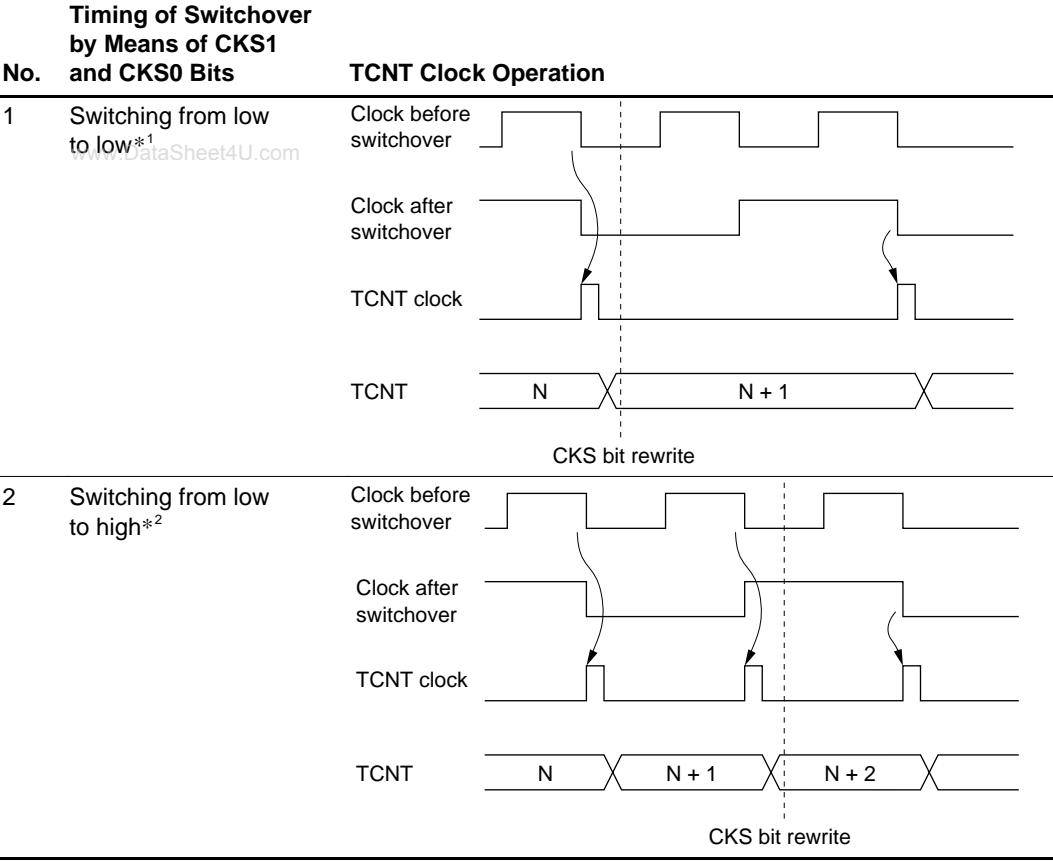 Timing of Switchover
by Means of CKS1
No. and CKS0 Bits TCNT Clock Operation
1 Switching from low
to low*1
www.DataSheet4U.com
Clock before
switchover
Clock after
switchover
TCNT clock
TCNT N N + 1
CKS bit rewrite
2 Switching from low
to high*2
Clock before
switchover
Clock after
switchover
TCNT clock
TCNT N N + 1 N + 2
CKS bit rewrite